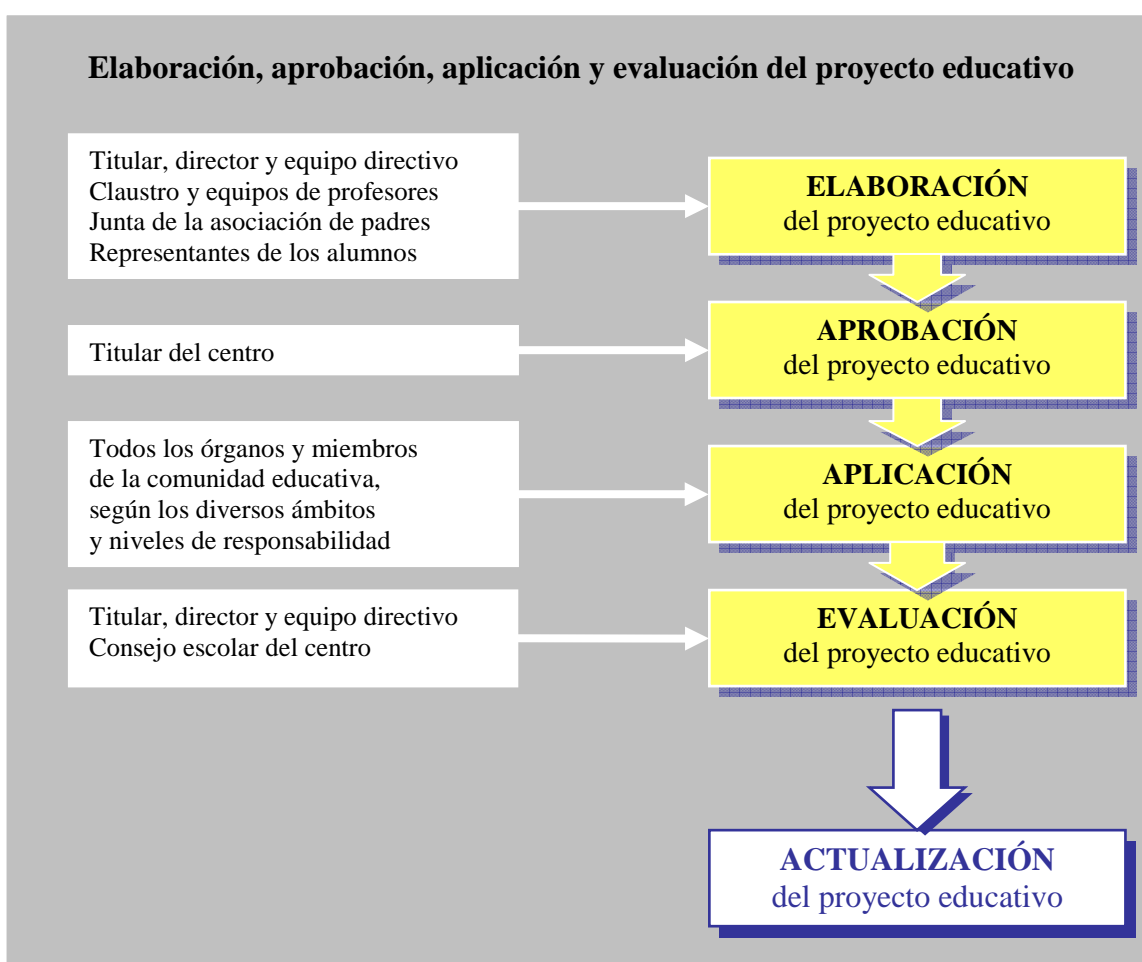 Elaboración, aprobación, aplicación y evaluación del proyecto educativo
Titular, director y equipo directivo
Claustro y equipos de profesores
Junta de la asociación de padres
Representantes de los alumnos
ELABORACIÓN
del proyecto educativo
Titular del centro
APROBACIÓN
del proyecto educativo
Todos los órganos y miembros
de la comunidad educativa,
según los diversos ámbitos
y niveles de responsabilidad
APLICACIÓN
del proyecto educativo
Titular, director y equipo directivo
Consejo escolar del centro
EVALUACIÓN
del proyecto educativo
ACTUALIZACIÓN
del proyecto educativo